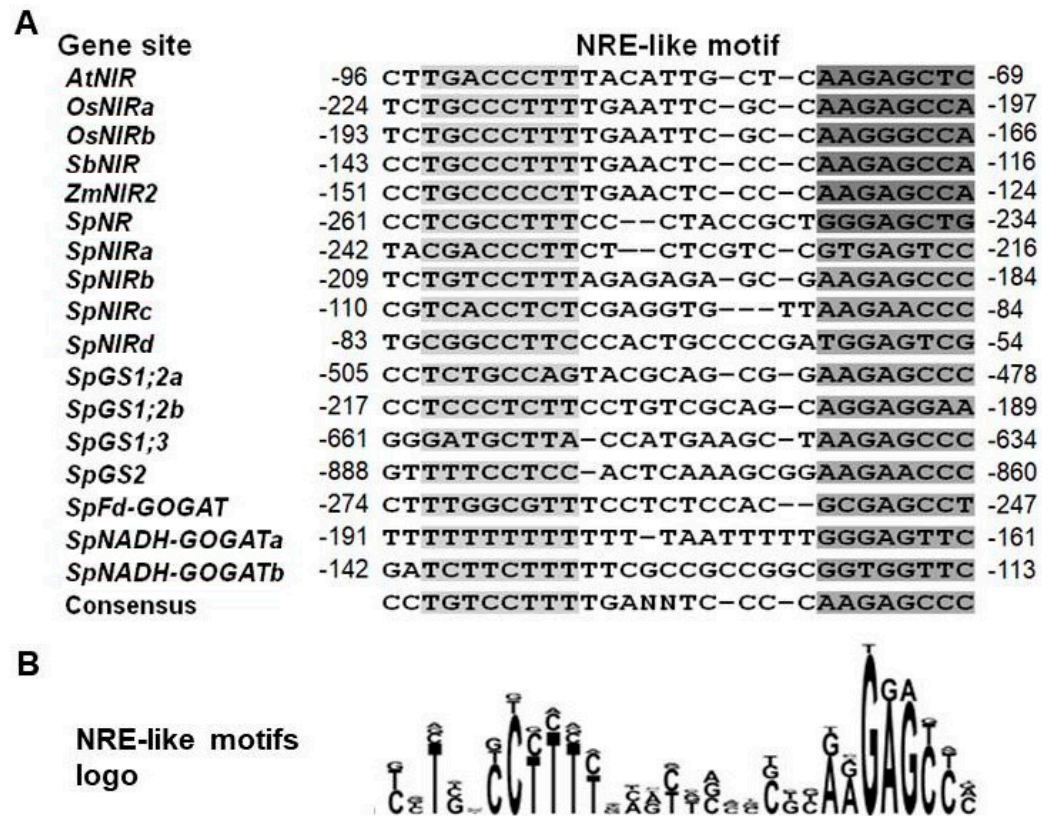 A
Gene site NRE-like motif
AtNIR -96 CTTGACCCTTTACATTG-CT-CAAGAGCTC -69
OsNIRa -224 TCTGCCCTTTTGAATTC-GC-CAAGAGCCA -197
OsNIRb -193 TCTGCCCTTTTGAATTC-GC-CAAGGGCCA -166
SbNIR -143 CCTGCCCTTTTGAACTC-CC-CAAGAGCCA -116
ZmNIR2 -151 CCTGCCCCCTTGAACTC-CC-CAAGAGCCA -124
SpNR -261 CCTCGCCTTTCC--CTACCGCTGGGAGCTG -234
SpNIRa -242 TACGACCCTTCT--CTCGTC-CGTGAGTCC -216
SpNIRb -209 TCTGTCCTTTAGAGAGA-GC-GAAGAGCCC -184
SpNIRc -110 CGTCACCTCTCGAGGTG---TTAAGAACCC -84
SpNIRd -83 TGCGGCCTTCCCACTGCCCCGATGGAGTCG -54
SpGS1;2a -505 CCTCTGCCAGTACGCAG-CG-GAAGAGCCC -478
SpGS1;2b -217 CCTCCCTCTTCCTGTCGCAG-CAGGAGGAA -189
SpGS1;3 -661 GGGATGCTTA-CCATGAAGC-TAAGAGCCC -634
SpGS2 -888 GTTTTCCTCC-ACTCAAAGCGGAAGAACCC -860
SpFd-GOGAT -274 CTTTGGCGTTTCCTCTCCAC--GCGAGCCT -247
SpNADH-GOGATa -191 TTTTTTTTTTTTT-TAATTTTTGGGAGTTC -161
SpNADH-GOGATb -142 GATCTTCTTTTTCGCCGCCGGCGGTGGTTC -113
Consensus CCTGTCCTTTTGANNTC-CC-CAAGAGCCC
B
NRE-like motifs
logo